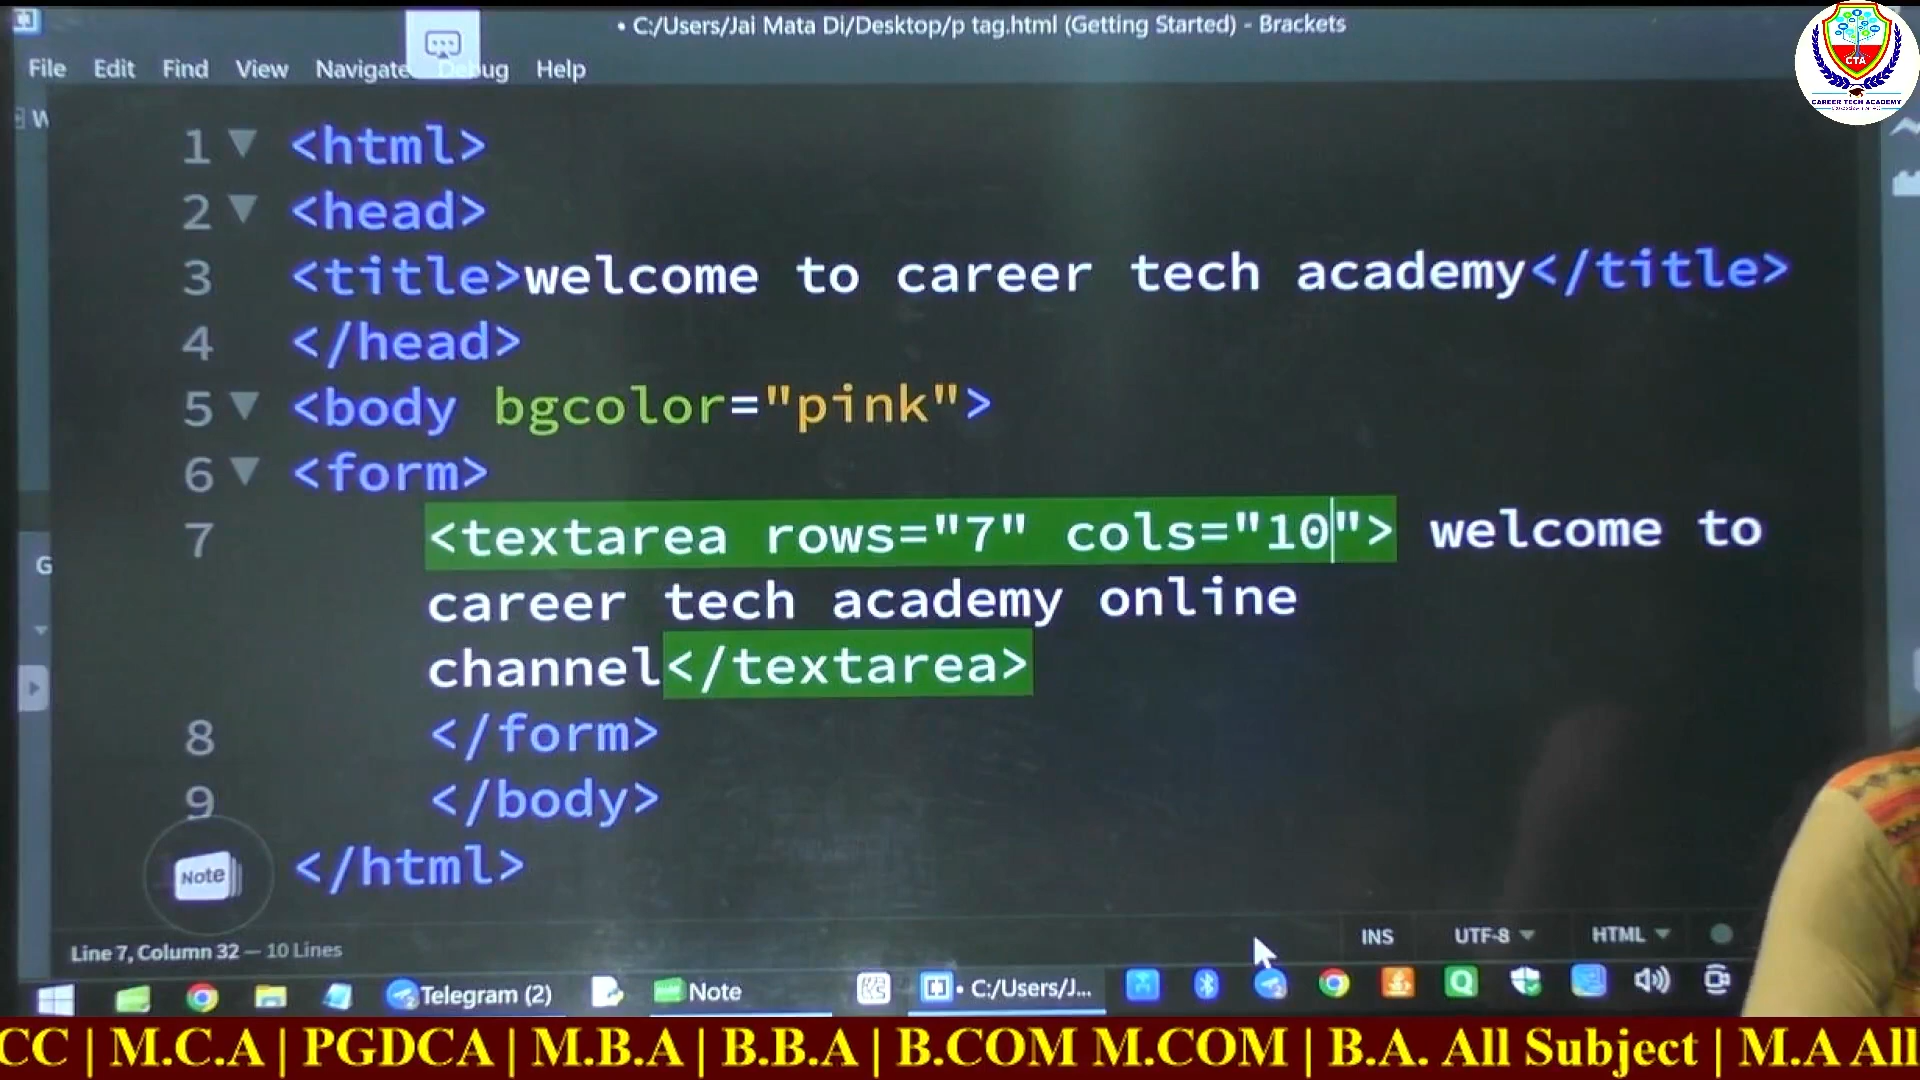 • C:/Users/Jai Mata Di/Desktop/p tag.html (Getting Started) - Brackets
File Edit Find View Navigate Debug Help
CTA
CAREER TECH ACADEMY
W
1 <html>
2 <head>
3 <title>welcome to career tech academy</title>
4 </head>
5 <body bgcolor="pink">
6 <form>
7 <textarea rows="7" cols="10"> welcome to
career tech academy online
channel</textarea>
8 </form>
9 </body>
</html>
G
Note
Line 7, Column 32 — 10 Lines
INS UTF-8 HTML
Telegram (2) Note • C:/Users/J...
CC | M.C.A | PGDCA | M.B.A | B.B.A | B.COM M.COM | B.A. All Subject | M.A All